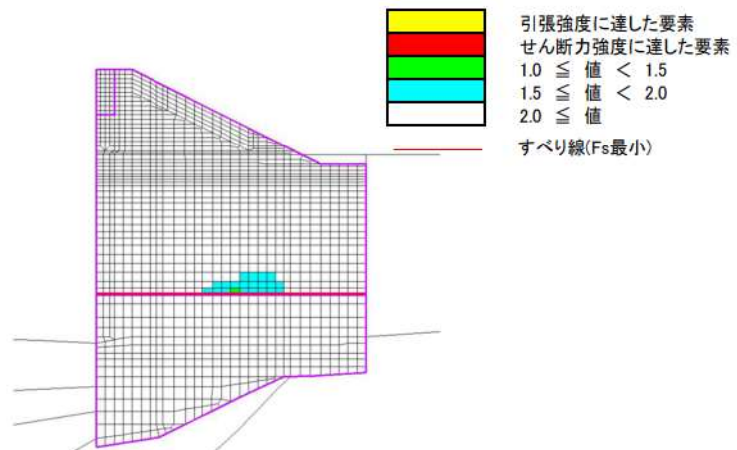 引張強度に達した要素
せん断力強度に達した要素
1.0 ≦ 値 < 1.5
1.5 ≦ 値 < 2.0
2.0 ≦ 値
すべり線(Fs最小)